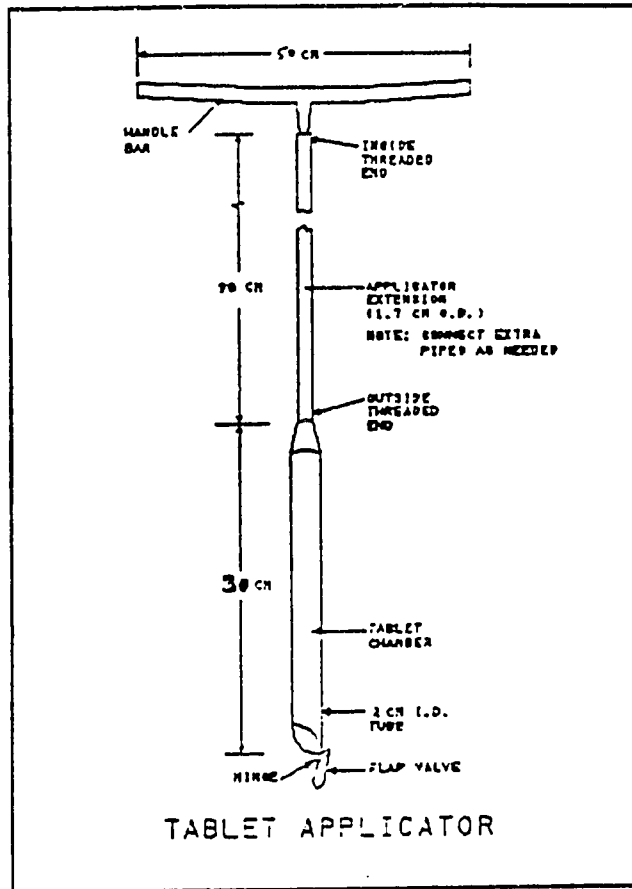 50 CM
HANDLE
BAR
INSIDE
THREADED
END
90 CM
APPLICATOR
EXTENSION
(1.7 CM O.D.)
NOTE: CONNECT EXTRA
PIPES AS NEEDED
OUTSIDE
THREADED
END
30 CM
TABLET
CHAMBER
2 CM I.D.
TUBE
HINGE
FLAP VALVE
TABLET APPLICATOR